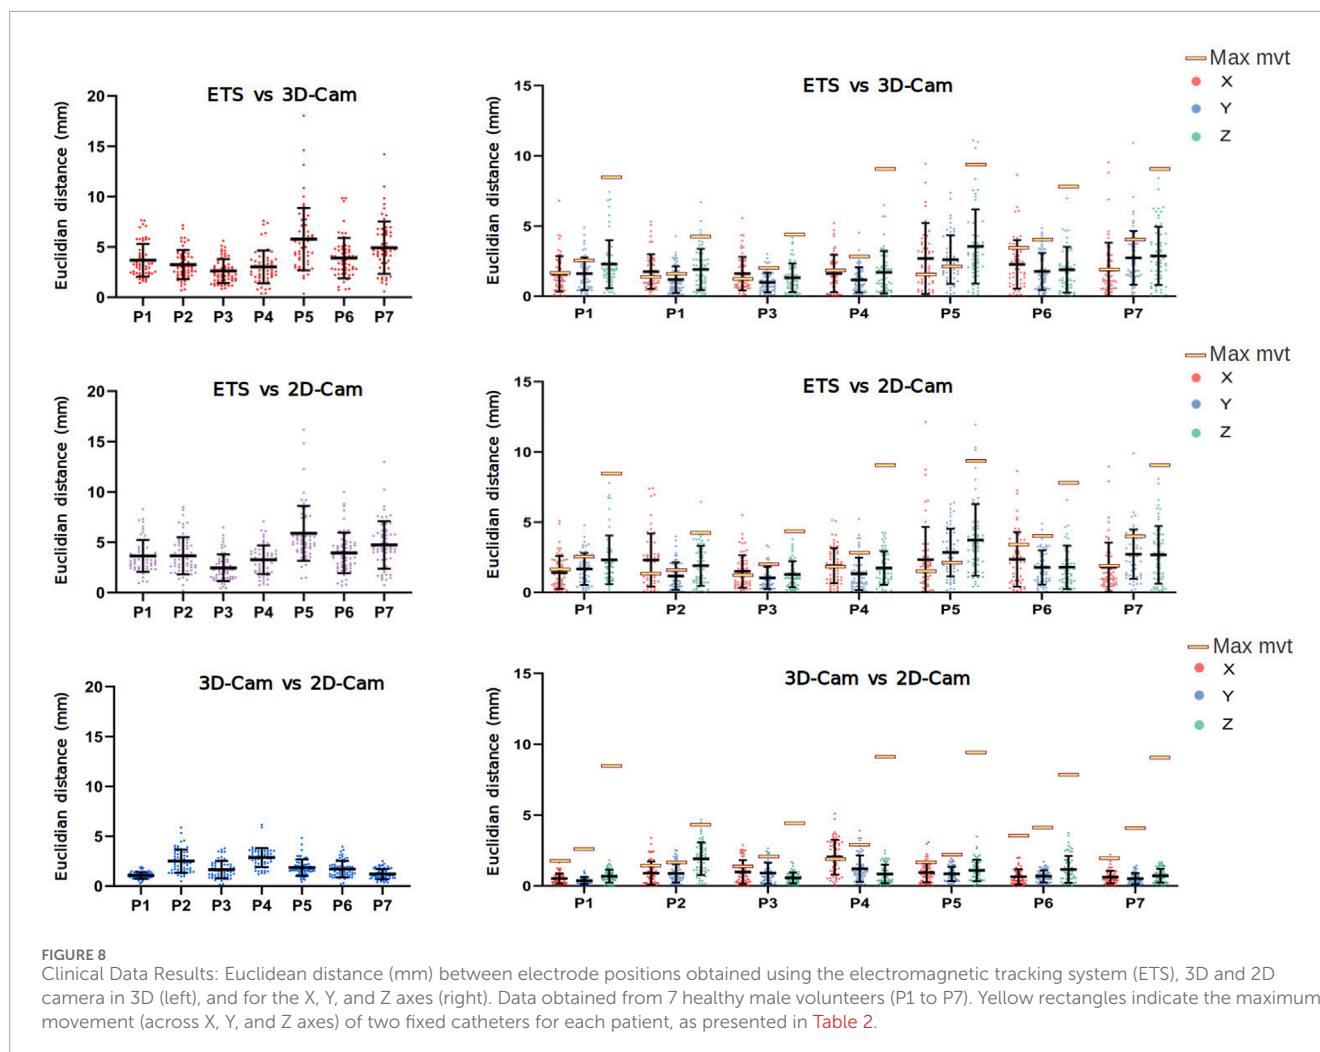 ETS vs 3D-Cam
Euclidian distance (mm)
20
15
10
5
0
P1 P2 P3 P4 P5 P6 P7
ETS vs 3D-Cam
Euclidian distance (mm)
15
10
5
0
P1 P1 P3 P4 P5 P6 P7
Max mvt
X
Y
Z
ETS vs 2D-Cam
Euclidian distance (mm)
20
15
10
5
0
P1 P2 P3 P4 P5 P6 P7
ETS vs 2D-Cam
Euclidian distance (mm)
15
10
5
0
P1 P2 P3 P4 P5 P6 P7
Max mvt
X
Y
Z
3D-Cam vs 2D-Cam
Euclidian distance (mm)
20
15
10
5
0
P1 P2 P3 P4 P5 P6 P7
3D-Cam vs 2D-Cam
Euclidian distance (mm)
15
10
5
0
P1 P2 P3 P4 P5 P6 P7
Max mvt
X
Y
Z
FIGURE 8
Clinical Data Results: Euclidean distance (mm) between electrode positions obtained using the electromagnetic tracking system (ETS), 3D and 2D
camera in 3D (left), and for the X, Y, and Z axes (right). Data obtained from 7 healthy male volunteers (P1 to P7). Yellow rectangles indicate the maximum
movement (across X, Y, and Z axes) of two fixed catheters for each patient, as presented in Table 2.